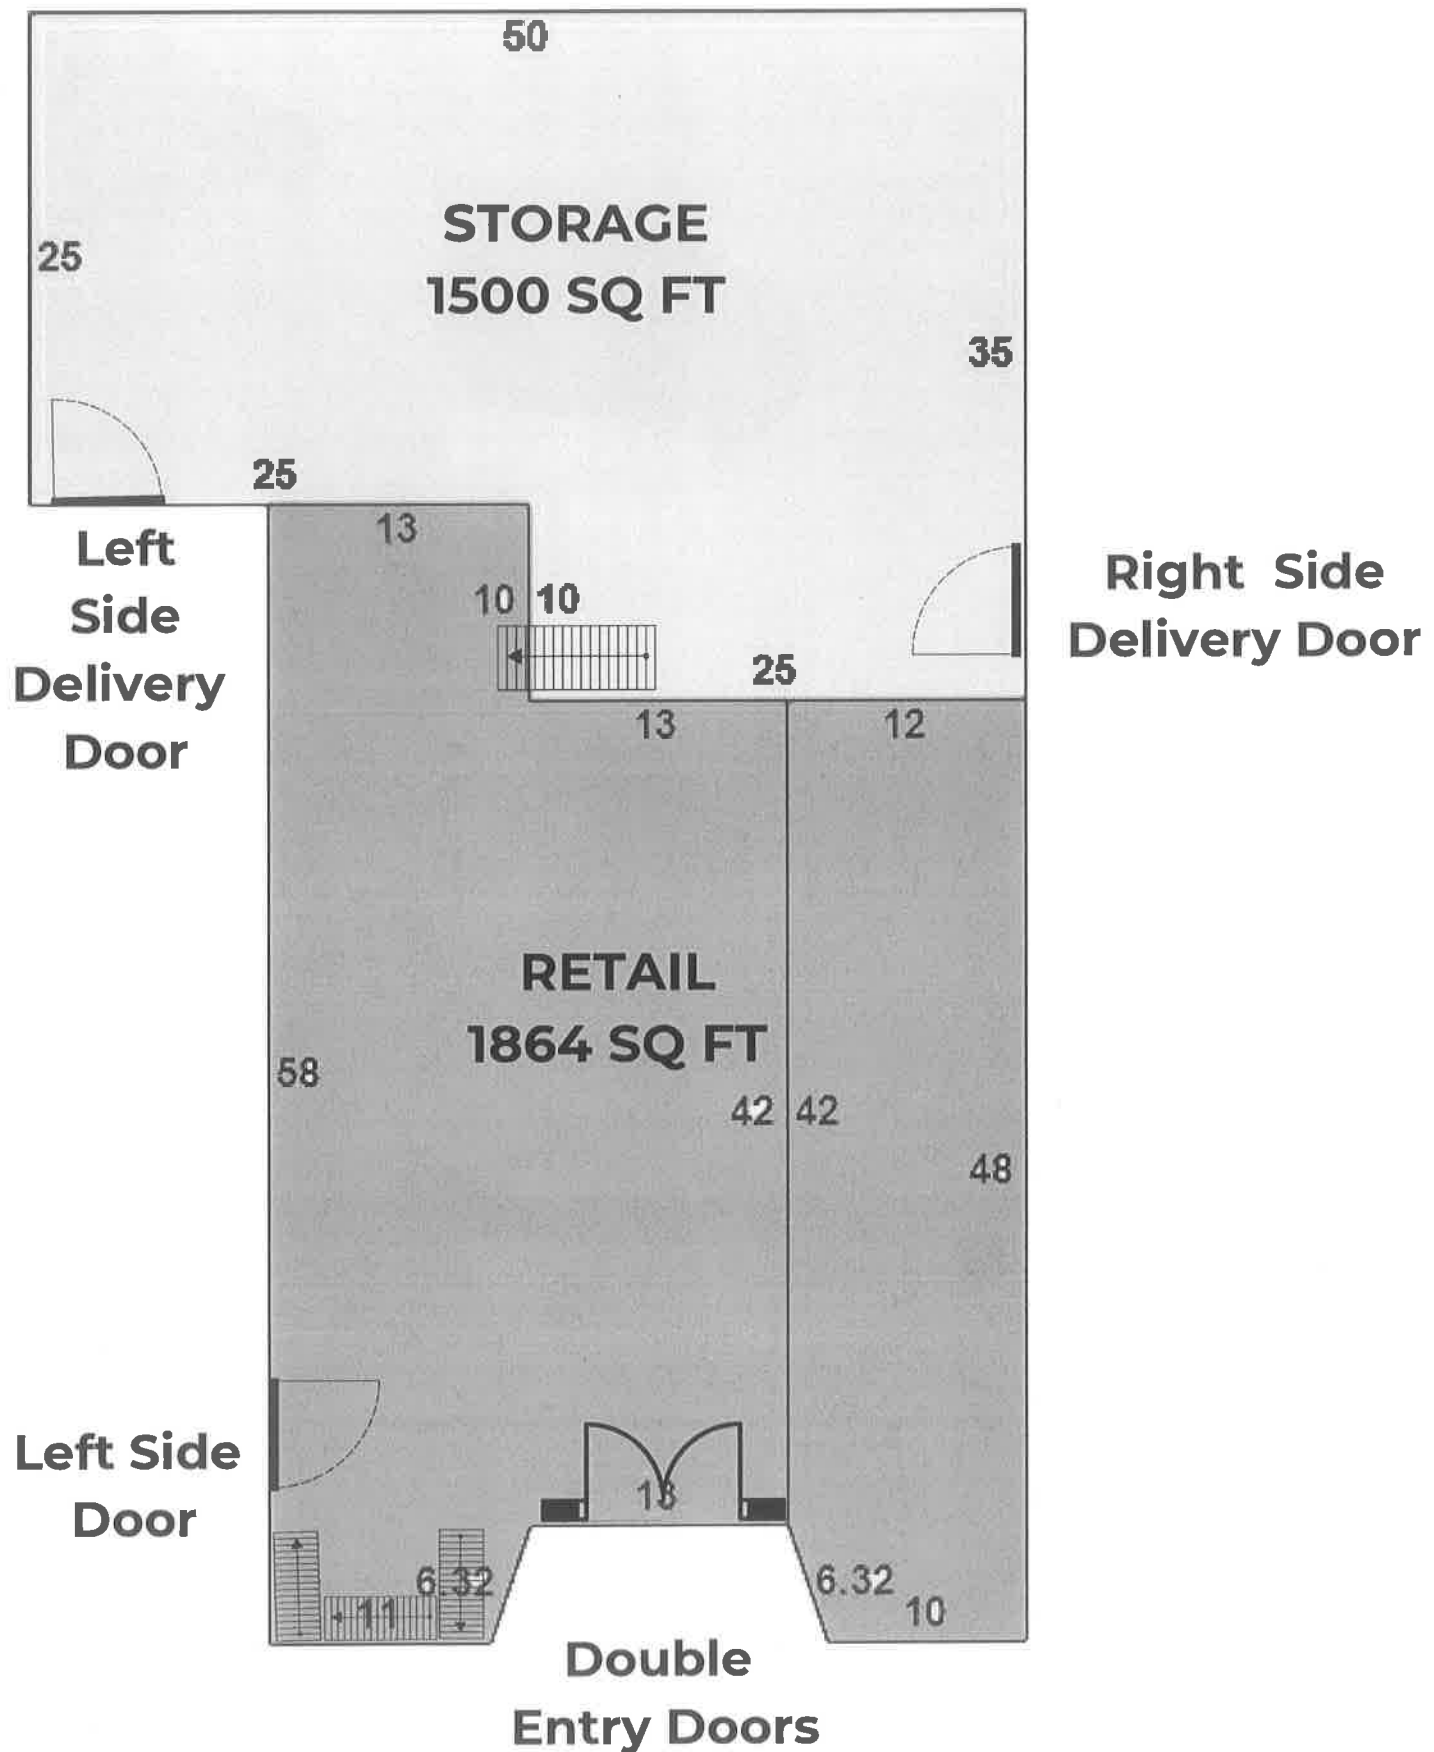 50
STORAGE
1500 SQ FT
25
35
25
13
Left
Side
Delivery
Door
10 10
Right Side
Delivery Door
25
13
12
RETAIL
1864 SQ FT
58
42 42
48
Left Side
Door
13
6.32
11
6.32
10
Double
Entry Doors